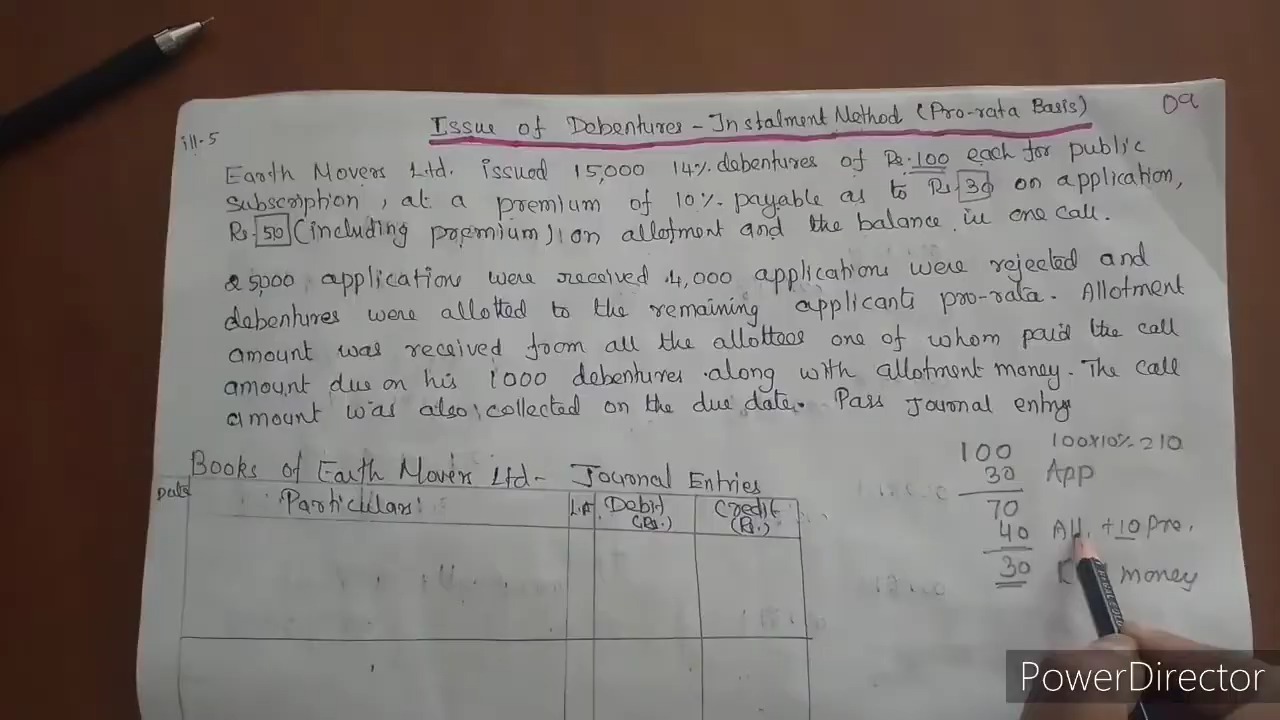 Issue of Debentures - Instalment Method (Pro-rata Basis)
09
ill-5
Earth Movers Ltd. issued 15,000 14% debentures of Rs.100 each for public
subscription, at a premium of 10% payable as to Rs 30 on application,
Rs.50 (including premium) on allotment and the balance in one call.
25,000 application were received 4,000 applications were rejected and
debentures were allotted to the remaining applicants pro-rata. Allotment
amount was received from all the allottees one of whom paid the call
amount due on his 1000 debentures along with allotment money. The call
amount was also collected on the due date. Pass Journal entry
100 100x10%=10
30 App
70
40 All. +10 pre.
30 money
Books of Earth Movers Ltd - Journal Entries
Date Particulars L.F Debit (Rs.) Credit (Rs.)
PowerDirector